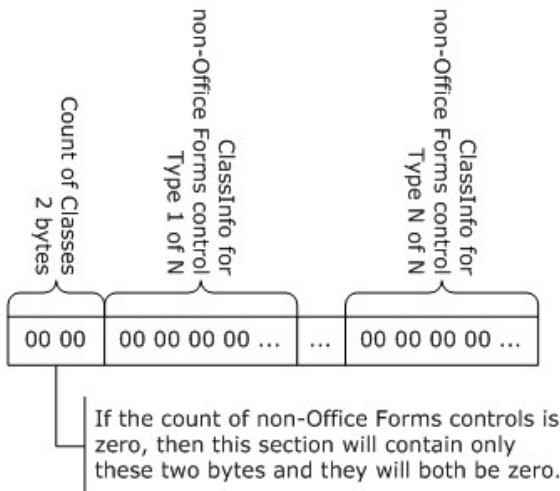 Count of Classes
2 bytes
ClassInfo for
non-Office Forms control
Type 1 of N
ClassInfo for
non-Office Forms control
Type N of N
00 00
00 00 00 00 ...
...
00 00 00 00 ...
If the count of non-Office Forms controls is
zero, then this section will contain only
these two bytes and they will both be zero.